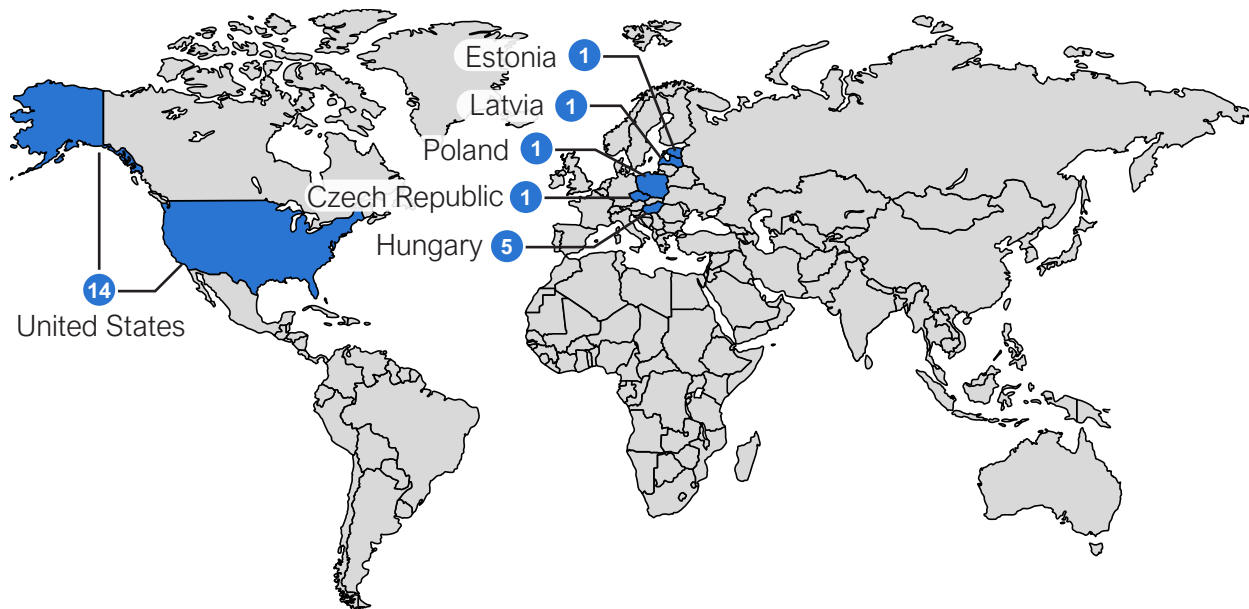 Estonia 1
Latvia 1
Poland 1
Czech Republic 1
Hungary 5
14
United States